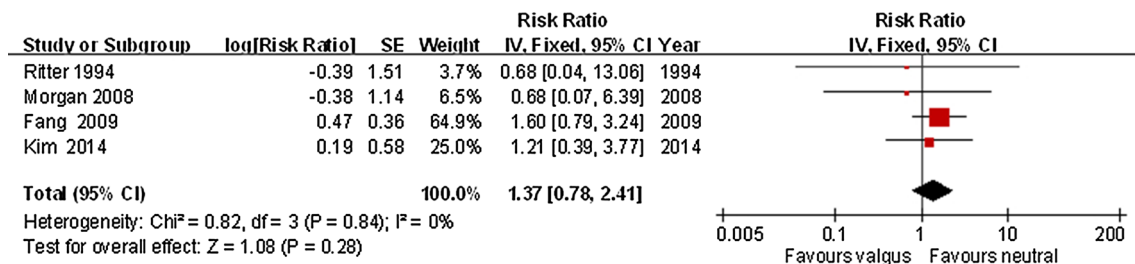 Risk Ratio Risk Ratio
Study or Subgroup log[Risk Ratio] SE Weight IV, Fixed, 95% CI Year IV, Fixed, 95% CI
Ritter 1994 -0.39 1.51 3.7% 0.68 [0.04, 13.06] 1994
Morgan 2008 -0.38 1.14 6.5% 0.68 [0.07, 6.39] 2008
Fang 2009 0.47 0.36 64.9% 1.60 [0.79, 3.24] 2009
Kim 2014 0.19 0.58 25.0% 1.21 [0.39, 3.77] 2014
Total (95% CI) 100.0% 1.37 [0.78, 2.41]
Heterogeneity: Chi² = 0.82, df = 3 (P = 0.84); I² = 0%
Test for overall effect: Z = 1.08 (P = 0.28)
0.005 0.1 1 10 200
Favours valgus Favours neutral